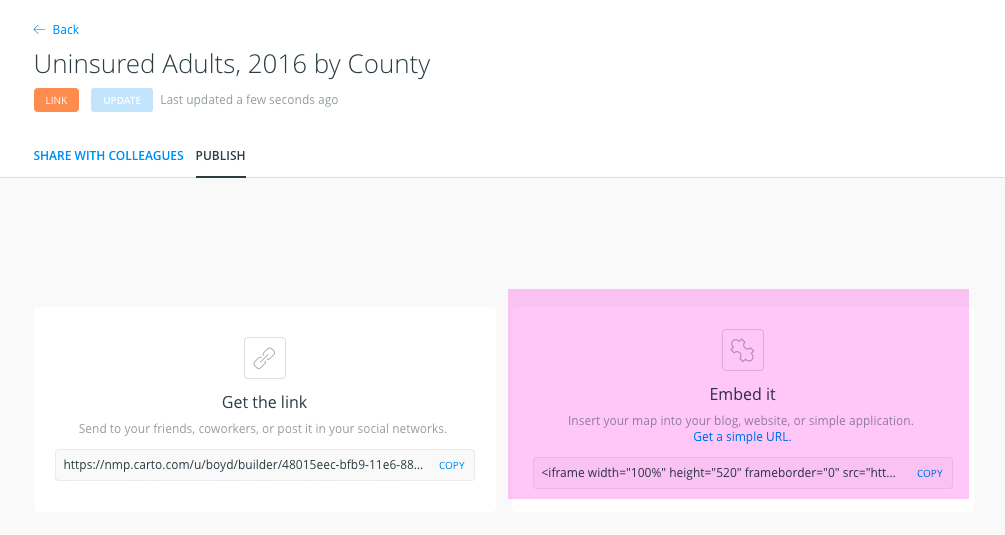 ← Back
Uninsured Adults, 2016 by County
LINK UPDATE Last updated a few seconds ago
SHARE WITH COLLEAGUES PUBLISH
Get the link
Send to your friends, coworkers, or post it in your social networks.
https://nmp.carto.com/u/boyd/builder/48015eec-bfb9-11e6-88... COPY
Embed it
Insert your map into your blog, website, or simple application.
Get a simple URL.
<iframe width="100%" height="520" frameborder="0" src="htt... COPY